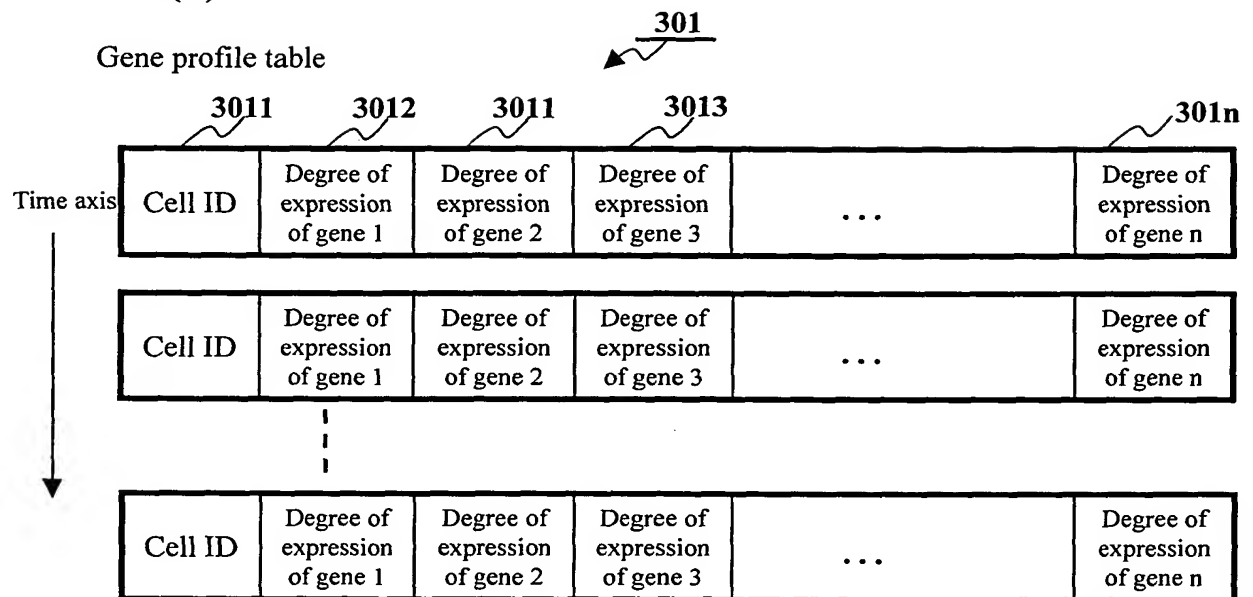 301
Gene profile table
3011 3012 3011 3013 301n
Time axis
Cell ID
Degree of
expression
of gene 1
Degree of
expression
of gene 2
Degree of
expression
of gene 3
...
Degree of
expression
of gene n
Cell ID
Degree of
expression
of gene 1
Degree of
expression
of gene 2
Degree of
expression
of gene 3
...
Degree of
expression
of gene n
Cell ID
Degree of
expression
of gene 1
Degree of
expression
of gene 2
Degree of
expression
of gene 3
...
Degree of
expression
of gene n